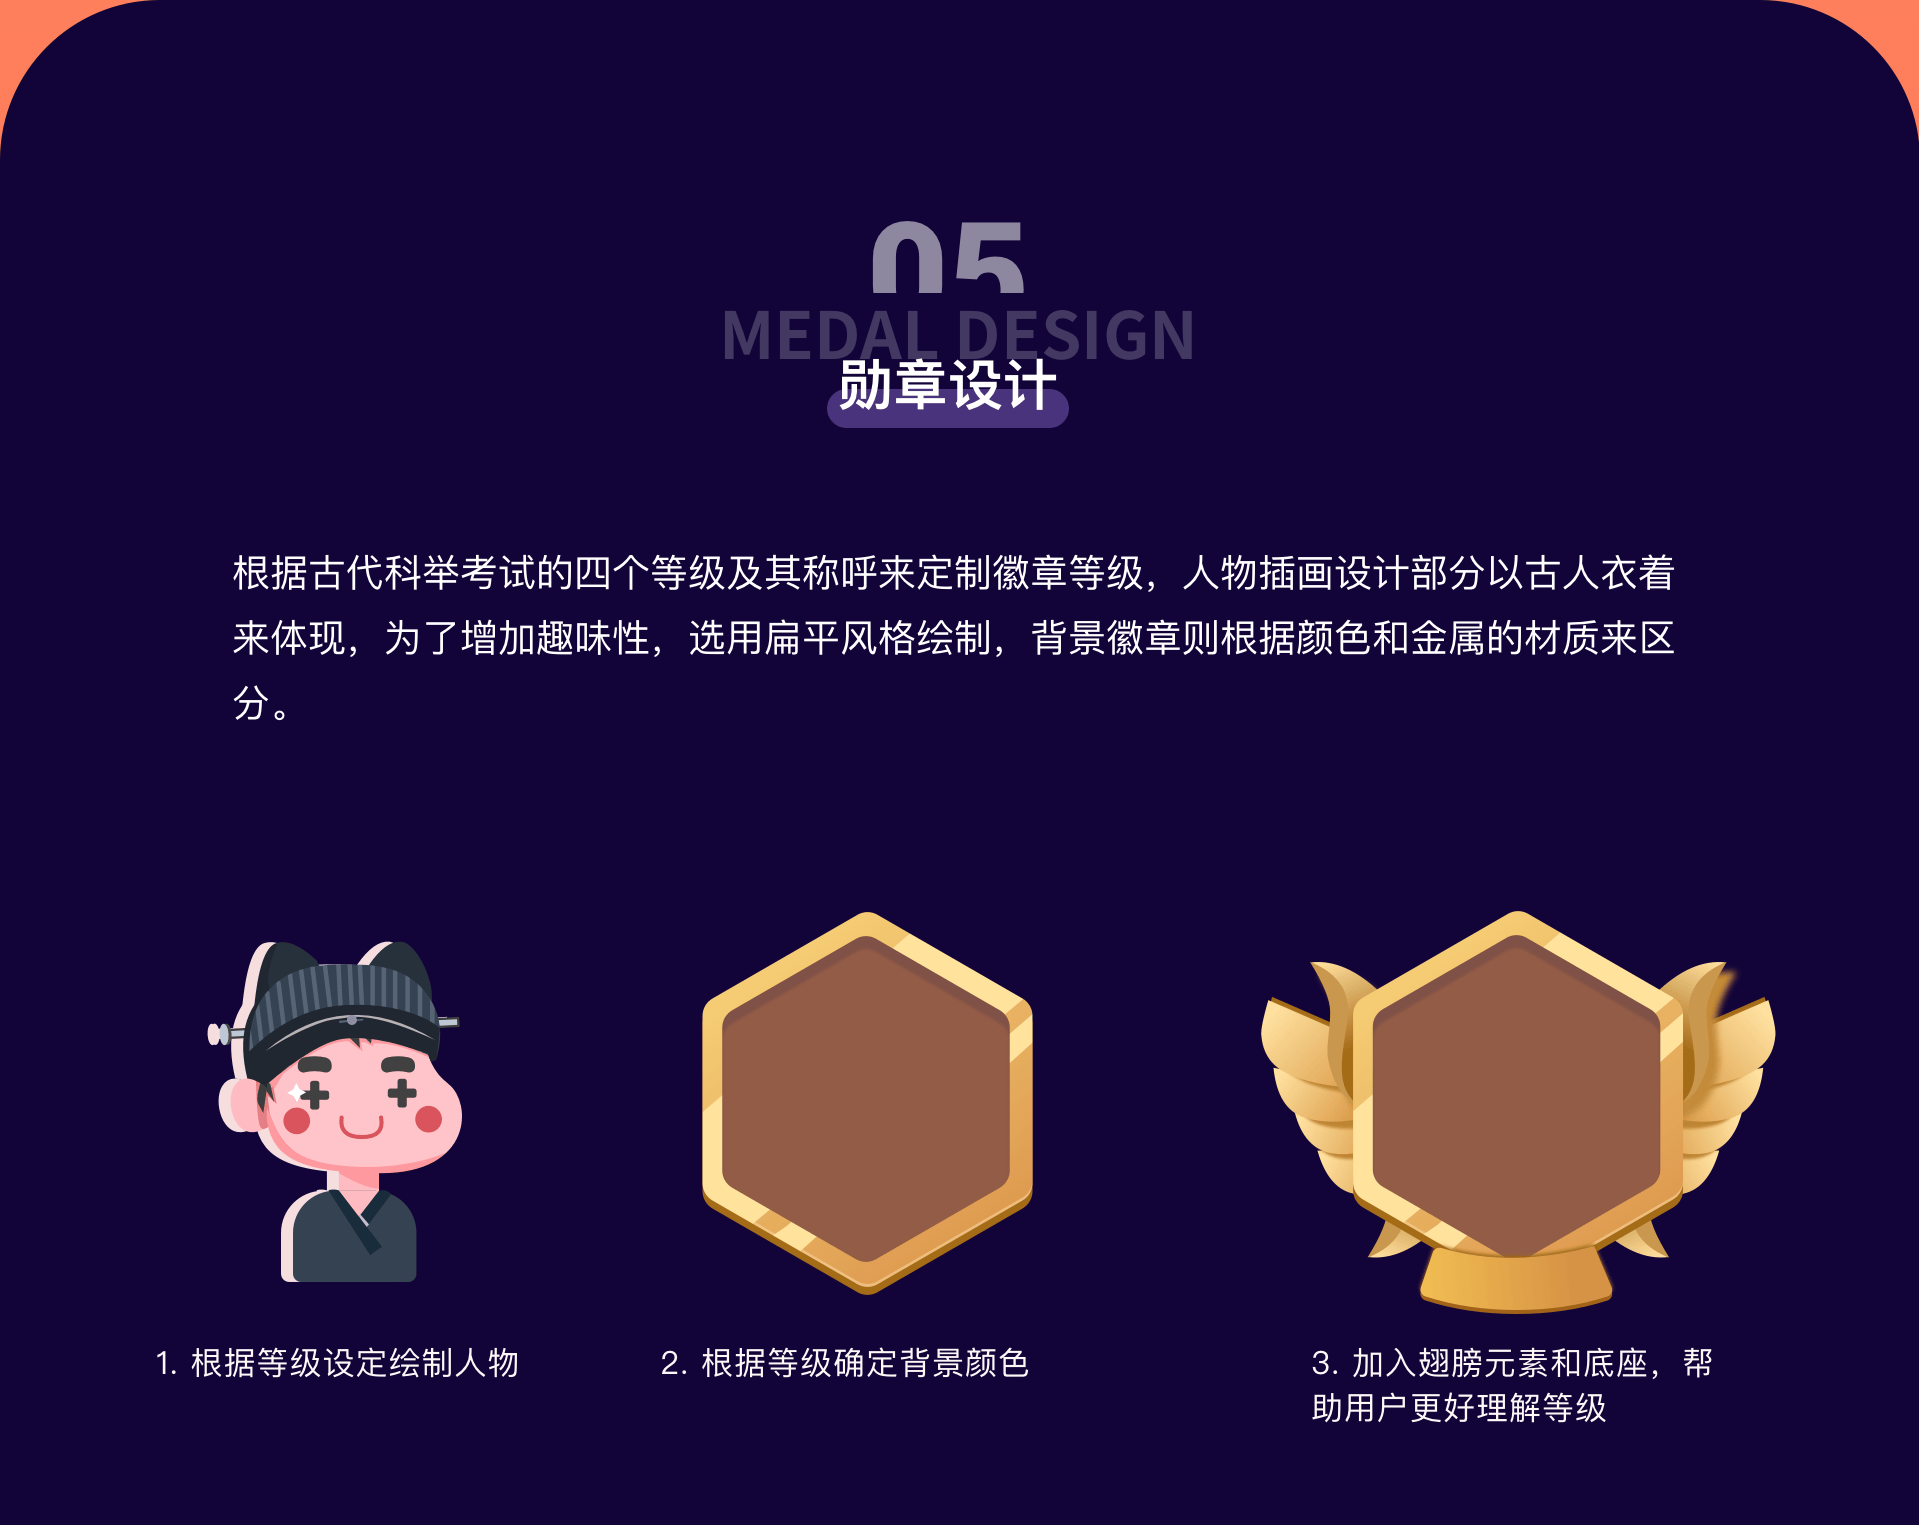 05
MEDAL DESIGN
勋章设计
根据古代科举考试的四个等级及其称呼来定制徽章等级，人物插画设计部分以古人衣着
来体现，为了增加趣味性，选用扁平风格绘制，背景徽章则根据颜色和金属的材质来区
分。
1. 根据等级设定绘制人物
2. 根据等级确定背景颜色
3. 加入翅膀元素和底座，帮
助用户更好理解等级